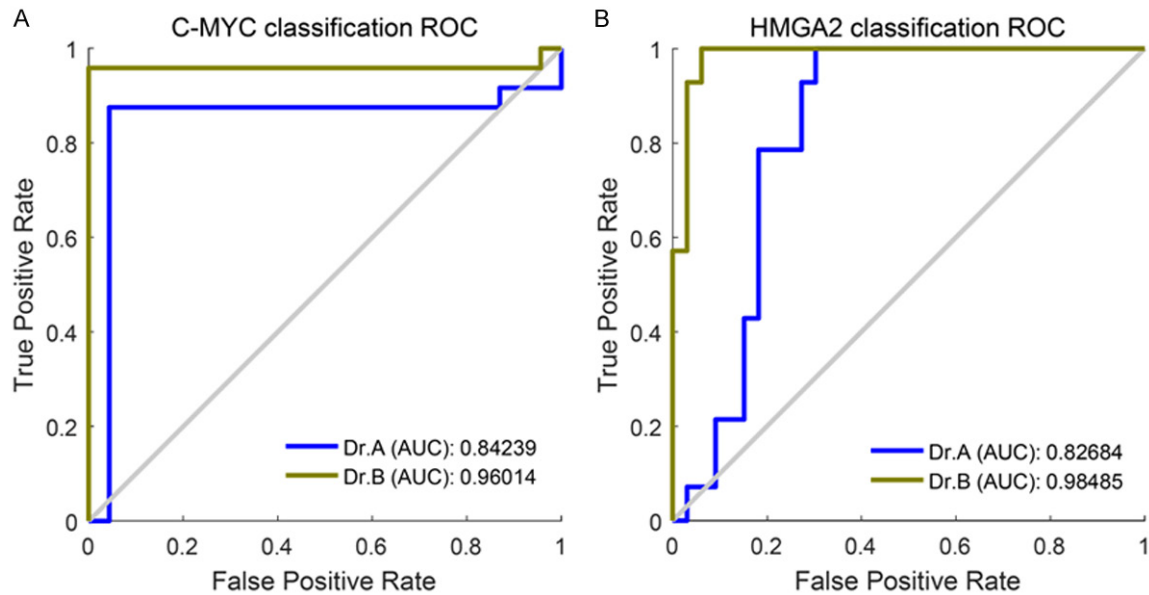 A
C-MYC classification ROC
1
0.8
0.6
0.4
0.2
0
True Positive Rate
Dr.A (AUC): 0.84239
Dr.B (AUC): 0.96014
0
0.2
0.4
0.6
0.8
1
False Positive Rate
B
HMGA2 classification ROC
1
0.8
0.6
0.4
0.2
0
True Positive Rate
Dr.A (AUC): 0.82684
Dr.B (AUC): 0.98485
0
0.2
0.4
0.6
0.8
1
False Positive Rate